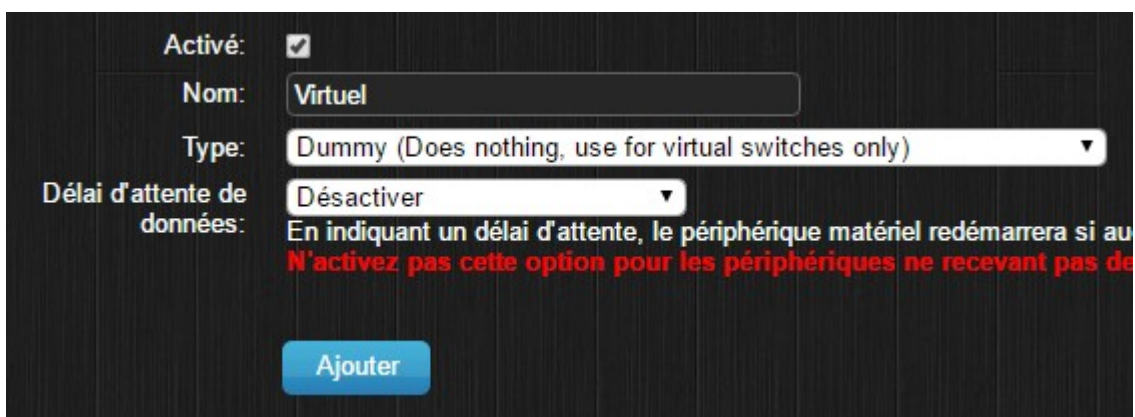 Activé:
Nom: Virtuel
Type: Dummy (Does nothing, use for virtual switches only)
Délai d'attente de données: Désactiver
En indiquant un délai d'attente, le périphérique matériel redémarrera si au
N'activez pas cette option pour les périphériques ne recevant pas de
Ajouter